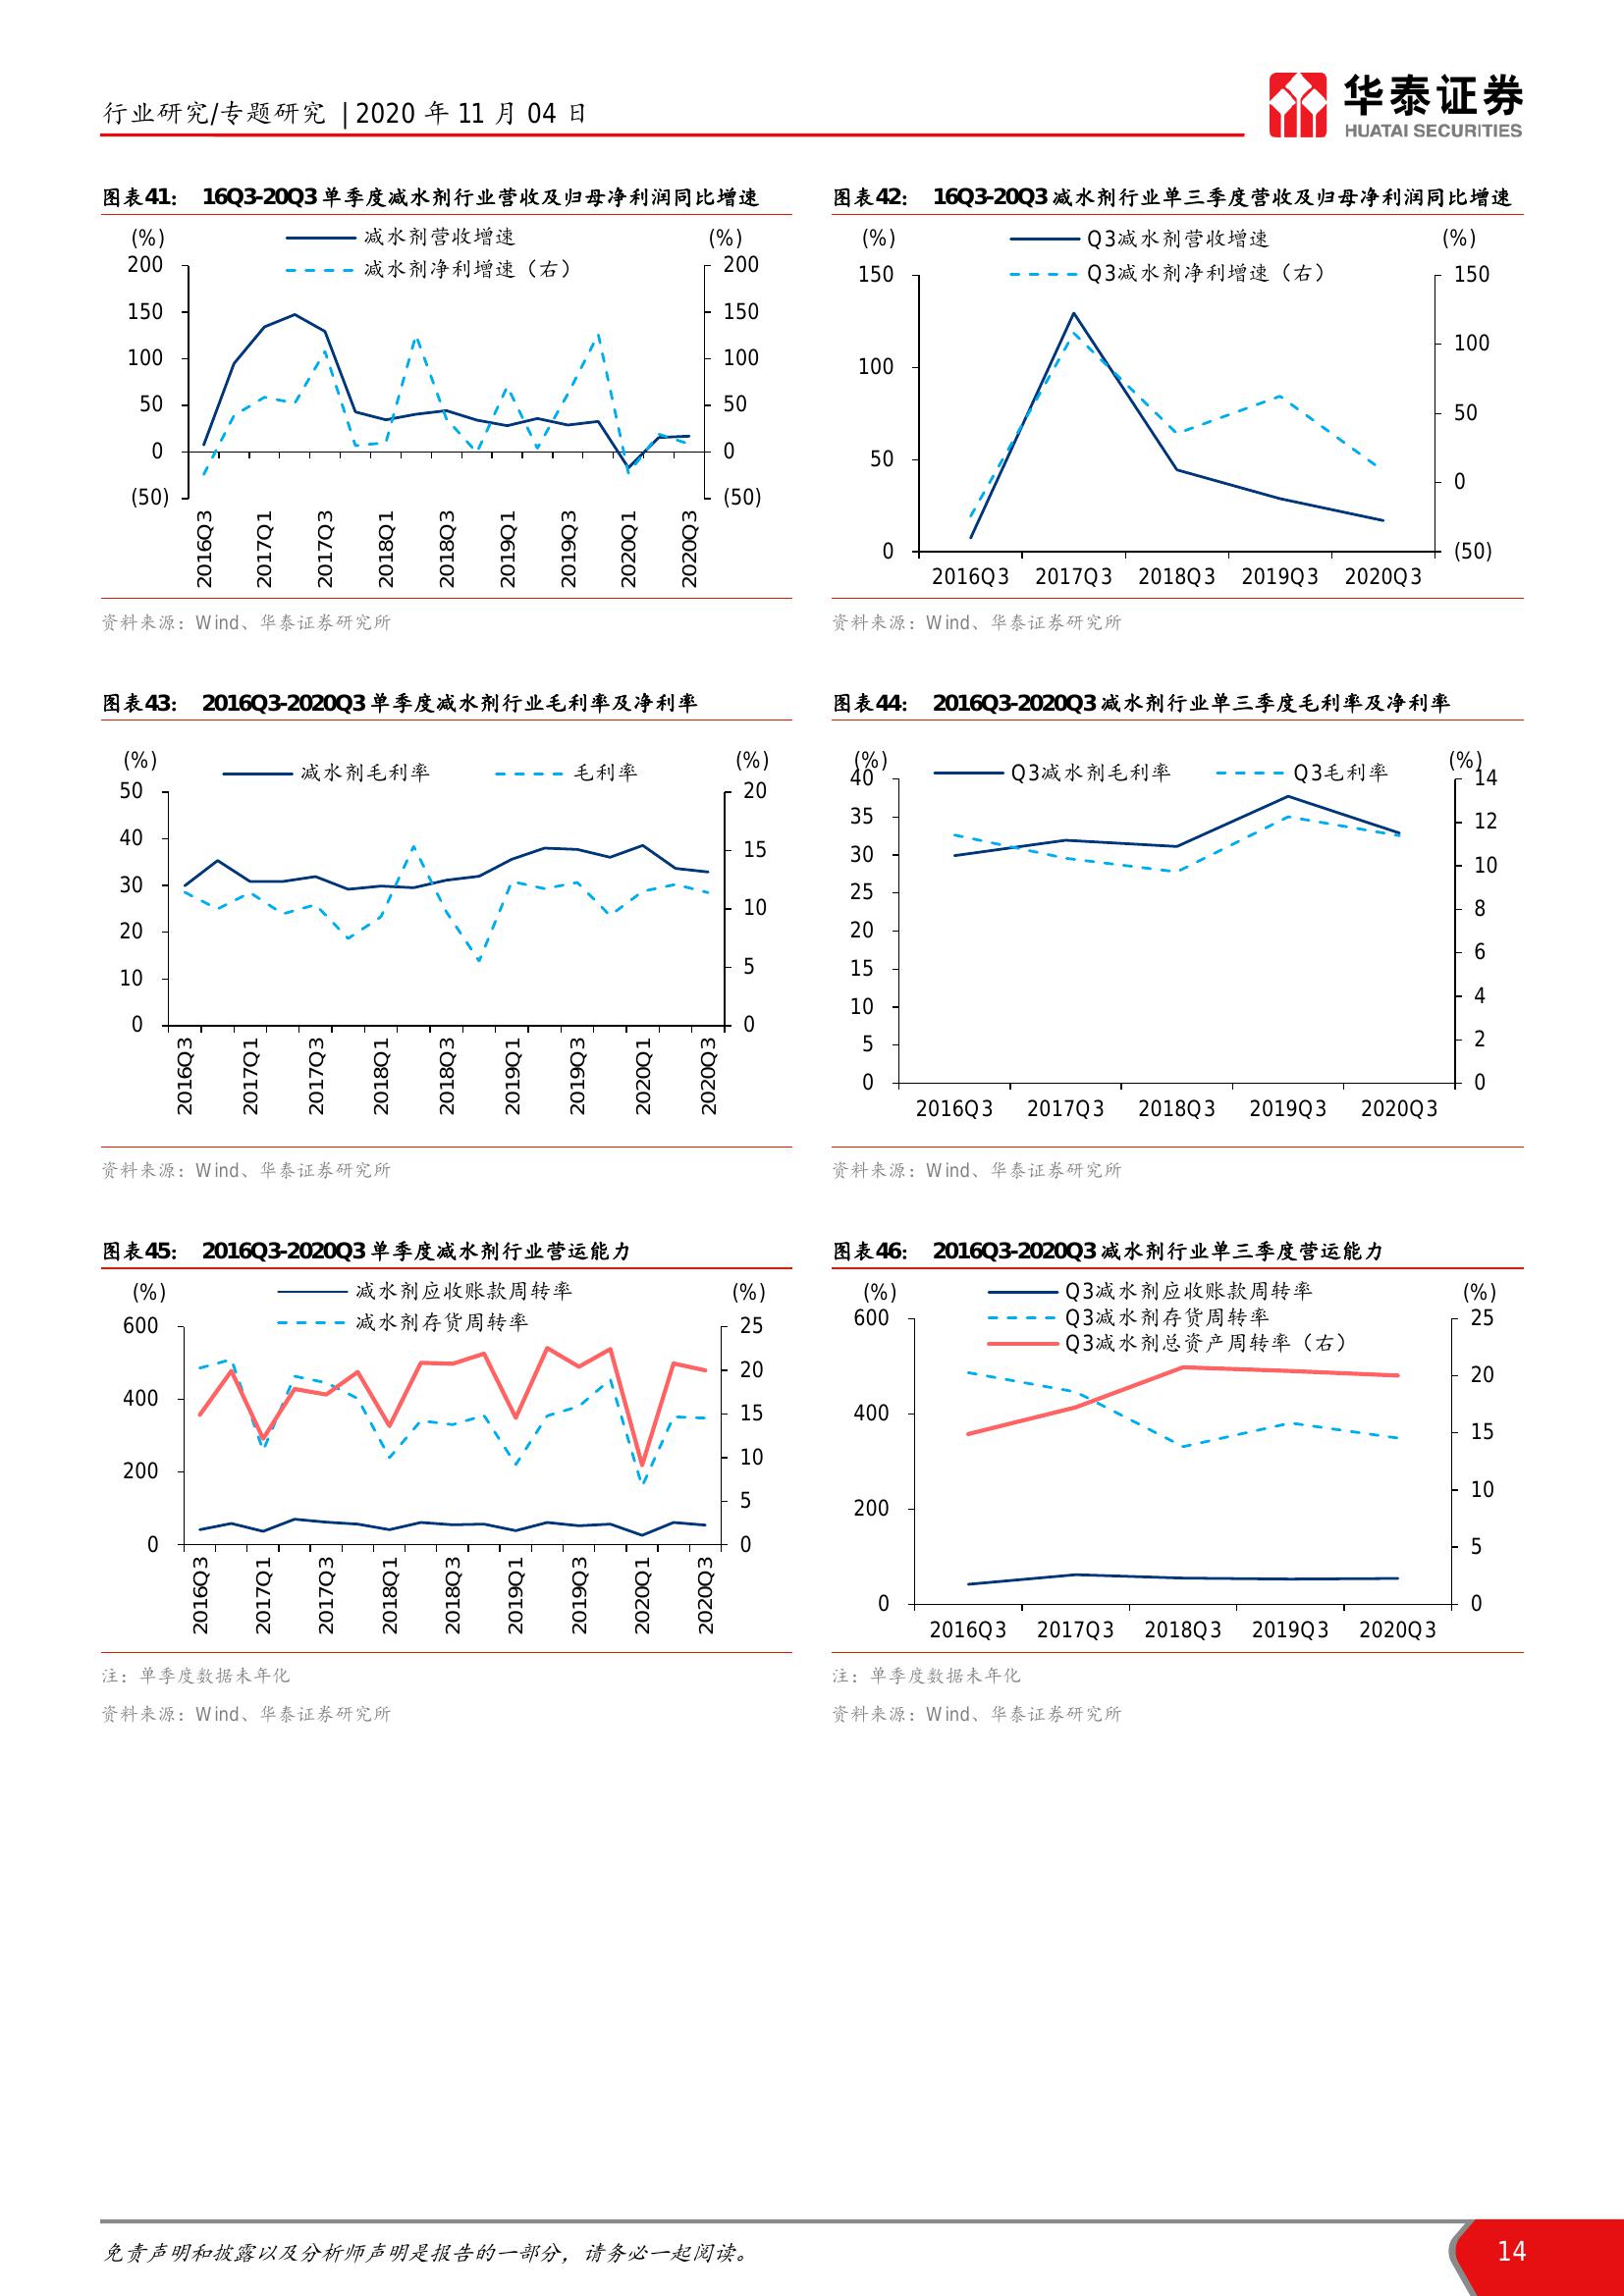 行业研究/专题研究 | 2020 年 11 月 04 日
华泰证券
HUATAI SECURITIES
图表41： 16Q3-20Q3 单季度减水剂行业营收及归母净利润同比增速
(%)
(%)
减水剂营收增速
减水剂净利增速（右）
200
150
100
50
0
(50)
200
150
100
50
0
(50)
2016Q3
2017Q1
2017Q3
2018Q1
2018Q3
2019Q1
2019Q3
2020Q1
2020Q3
资料来源：Wind、华泰证券研究所
图表42： 16Q3-20Q3 减水剂行业单三季度营收及归母净利润同比增速
(%)
(%)
Q3减水剂营收增速
Q3减水剂净利增速（右）
150
100
50
0
150
100
50
0
(50)
2016Q3 2017Q3 2018Q3 2019Q3 2020Q3
资料来源：Wind、华泰证券研究所
图表43： 2016Q3-2020Q3 单季度减水剂行业毛利率及净利率
(%)
(%)
减水剂毛利率 毛利率
50
40
30
20
10
0
20
15
10
5
0
2016Q3
2017Q1
2017Q3
2018Q1
2018Q3
2019Q1
2019Q3
2020Q1
2020Q3
资料来源：Wind、华泰证券研究所
图表44： 2016Q3-2020Q3 减水剂行业单三季度毛利率及净利率
(%)
(%)
Q3减水剂毛利率 Q3毛利率
40
35
30
25
20
15
10
5
0
14
12
10
8
6
4
2
0
2016Q3 2017Q3 2018Q3 2019Q3 2020Q3
资料来源：Wind、华泰证券研究所
图表45： 2016Q3-2020Q3 单季度减水剂行业营运能力
(%)
(%)
减水剂应收账款周转率
减水剂存货周转率
600
400
200
0
25
20
15
10
5
0
2016Q3
2017Q1
2017Q3
2018Q1
2018Q3
2019Q1
2019Q3
2020Q1
2020Q3
注：单季度数据未年化
资料来源：Wind、华泰证券研究所
图表46： 2016Q3-2020Q3 减水剂行业单三季度营运能力
(%)
(%)
Q3减水剂应收账款周转率
Q3减水剂存货周转率
Q3减水剂总资产周转率（右）
600
400
200
0
25
20
15
10
5
0
2016Q3 2017Q3 2018Q3 2019Q3 2020Q3
注：单季度数据未年化
资料来源：Wind、华泰证券研究所
免责声明和披露以及分析师声明是报告的一部分，请务必一起阅读。
14